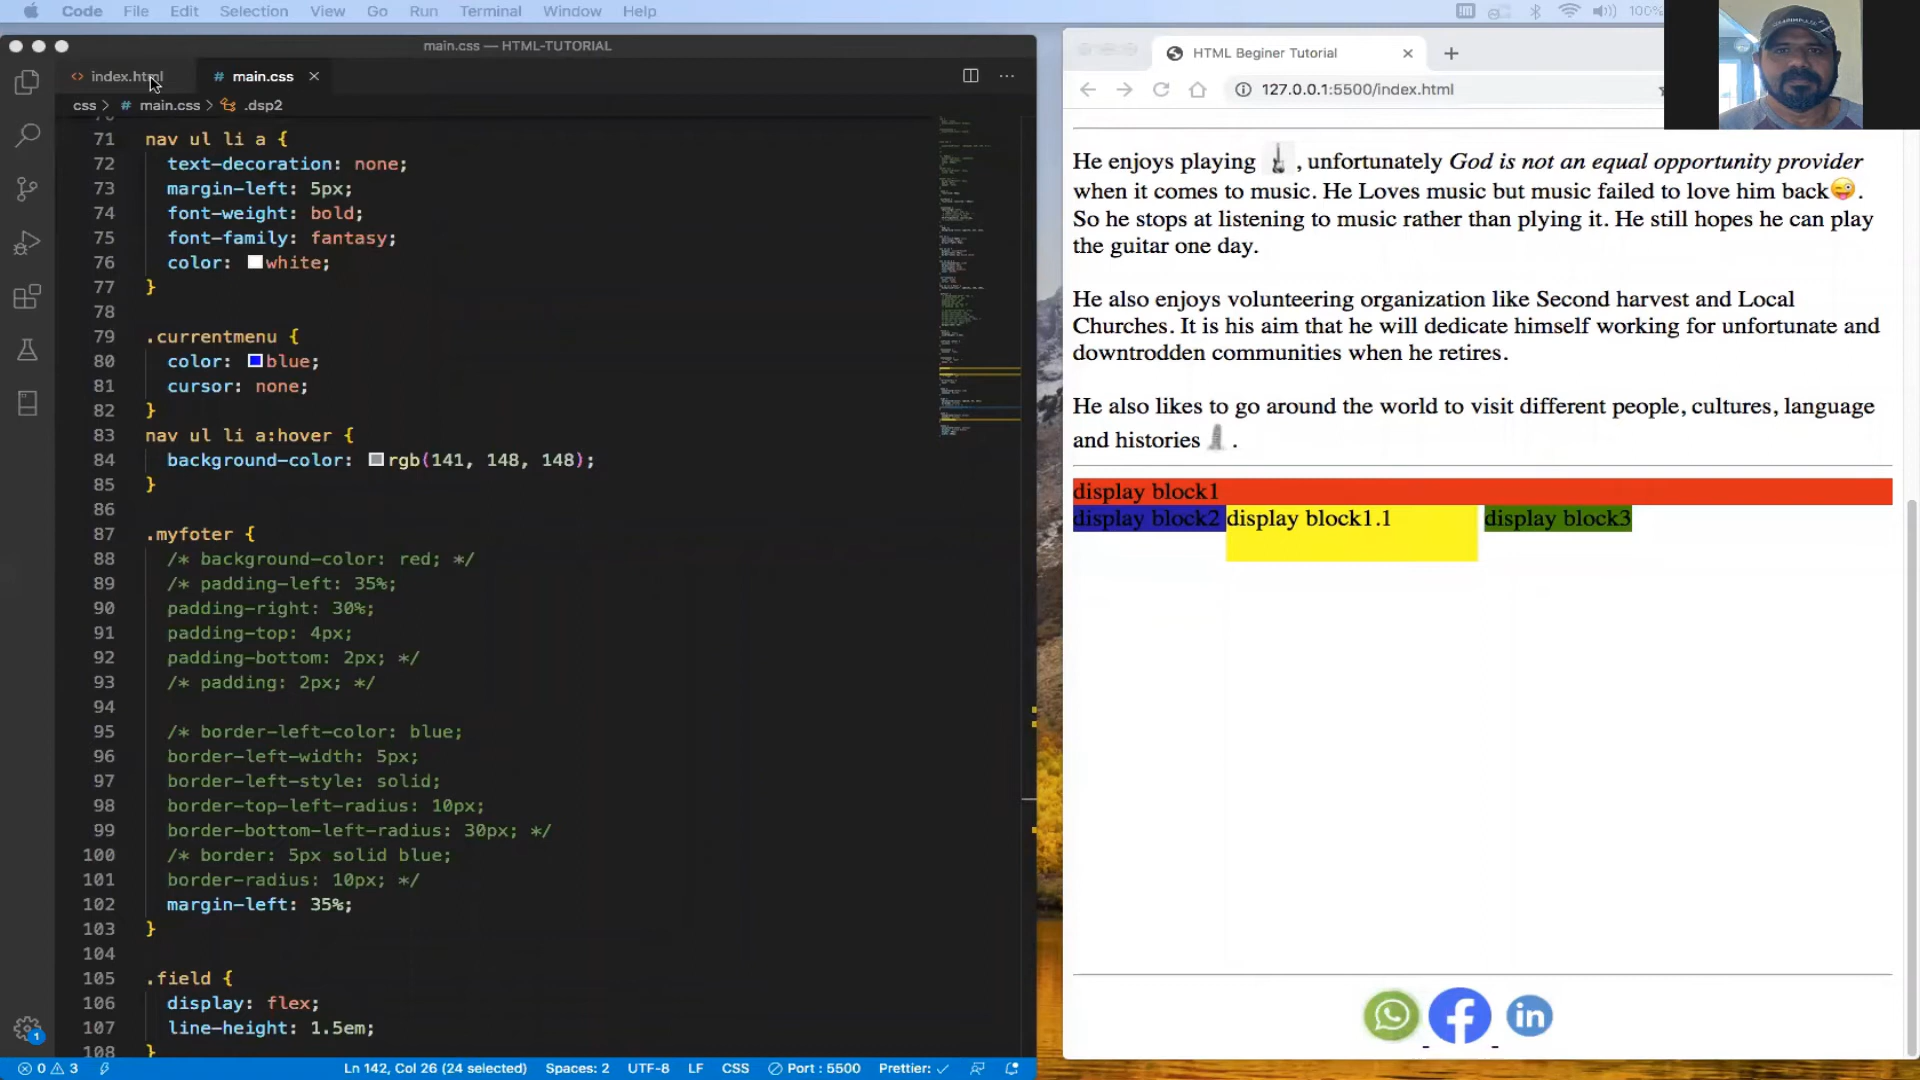 Code File Edit Selection View Go Run Terminal Window Help 100%
main.css — HTML-TUTORIAL
index.html
main.css
css > main.css > .dsp2
71 nav ul li a {
72 text-decoration: none;
73 margin-left: 5px;
74 font-weight: bold;
75 font-family: fantasy;
76 color: white;
77 }
78
79 .currentmenu {
80 color: blue;
81 cursor: none;
82 }
83 nav ul li a:hover {
84 background-color: rgb(141, 148, 148);
85 }
86
87 .myfoter {
88 /* background-color: red; */
89 /* padding-left: 35%;
90 padding-right: 30%;
91 padding-top: 4px;
92 padding-bottom: 2px; */
93 /* padding: 2px; */
94
95 /* border-left-color: blue;
96 border-left-width: 5px;
97 border-left-style: solid;
98 border-top-left-radius: 10px;
99 border-bottom-left-radius: 30px; */
100 /* border: 5px solid blue;
101 border-radius: 10px; */
102 margin-left: 35%;
103 }
104
105 .field {
106 display: flex;
107 line-height: 1.5em;
108 }
1
0 3 Ln 142, Col 26 (24 selected) Spaces: 2 UTF-8 LF CSS Port : 5500 Prettier: ✓
HTML Beginer Tutorial
127.0.0.1:5500/index.html
He enjoys playing , unfortunately God is not an equal opportunity provider
when it comes to music. He Loves music but music failed to love him back😜.
So he stops at listening to music rather than plying it. He still hopes he can play
the guitar one day.
He also enjoys volunteering organization like Second harvest and Local
Churches. It is his aim that he will dedicate himself working for unfortunate and
downtrodden communities when he retires.
He also likes to go around the world to visit different people, cultures, language
and histories .
display block1
display block2 display block1.1 display block3
in